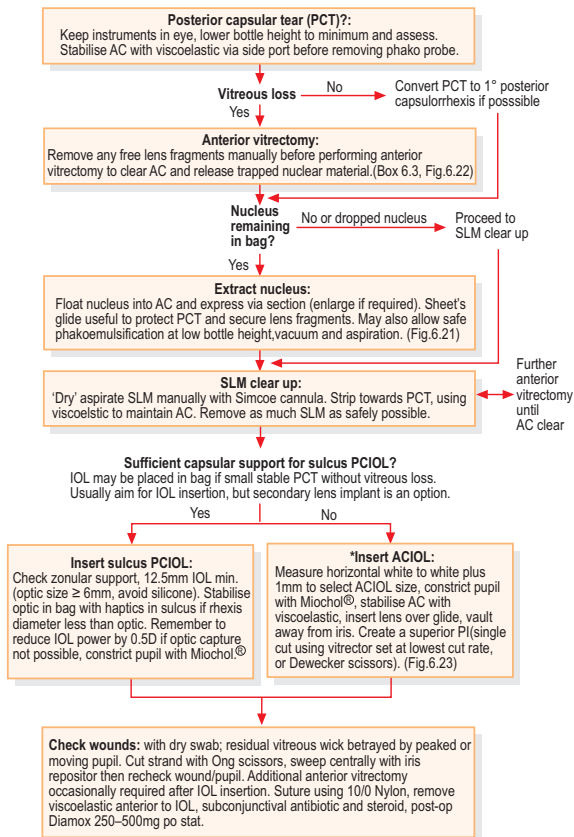 Posterior capsular tear (PCT)?:
Keep instruments in eye, lower bottle height to minimum and assess.
Stabilise AC with viscoelastic via side port before removing phako probe.
Vitreous loss
No
Convert PCT to 1° posterior
capsulorrhexis if posssible
Yes
Anterior vitrectomy:
Remove any free lens fragments manually before performing anterior
vitrectomy to clear AC and release trapped nuclear material.(Box 6.3, Fig.6.22)
Nucleus
remaining
in bag?
No or dropped nucleus
Proceed to
SLM clear up
Yes
Extract nucleus:
Float nucleus into AC and express via section (enlarge if required). Sheet's
glide useful to protect PCT and secure lens fragments. May also allow safe
phakoemulsification at low bottle height,vacuum and aspiration. (Fig.6.21)
SLM clear up:
'Dry' aspirate SLM manually with Simcoe cannula. Strip towards PCT, using
viscoelstic to maintain AC. Remove as much SLM as safely possible.
Further
anterior
vitrectomy
until
AC clear
Sufficient capsular support for sulcus PCIOL?
IOL may be placed in bag if small stable PCT without vitreous loss.
Usually aim for IOL insertion, but secondary lens implant is an option.
Yes
No
Insert sulcus PCIOL:
Check zonular support, 12.5mm IOL min.
(optic size ≥ 6mm, avoid silicone). Stabilise
optic in bag with haptics in sulcus if rhexis
diameter less than optic. Remember to
reduce IOL power by 0.5D if optic capture
not possible, constrict pupil with Miochol.®
*Insert ACIOL:
Measure horizontal white to white plus
1mm to select ACIOL size, constrict pupil
with Miochol®, stabilise AC with
viscoelastic, insert lens over glide, vault
away from iris. Create a superior PI(single
cut using vitrector set at lowest cut rate,
or Dewecker scissors). (Fig.6.23)
Check wounds: with dry swab; residual vitreous wick betrayed by peaked or
moving pupil. Cut strand with Ong scissors, sweep centrally with iris
repositor then recheck wound/pupil. Additional anterior vitrectomy
occasionally required after IOL insertion. Suture using 10/0 Nylon, remove
viscoelastic anterior to IOL, subconjunctival antibiotic and steroid, post-op
Diamox 250–500mg po stat.